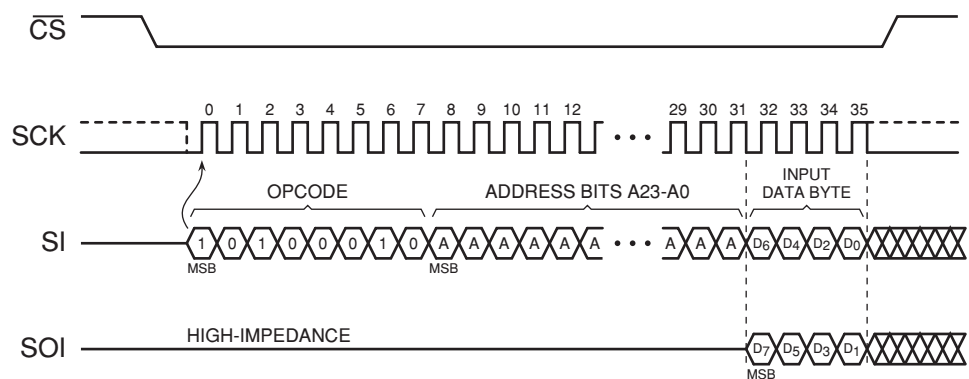 CS
0 1 2 3 4 5 6 7 8 9 10 11 12 29 30 31 32 33 34 35
SCK
OPCODE ADDRESS BITS A23-A0 INPUT
DATA BYTE
SI 1 0 1 0 0 0 1 0 A A A A A A A A A D6 D4 D2 D0
MSB MSB
HIGH-IMPEDANCE
SOI D7 D5 D3 D1
MSB